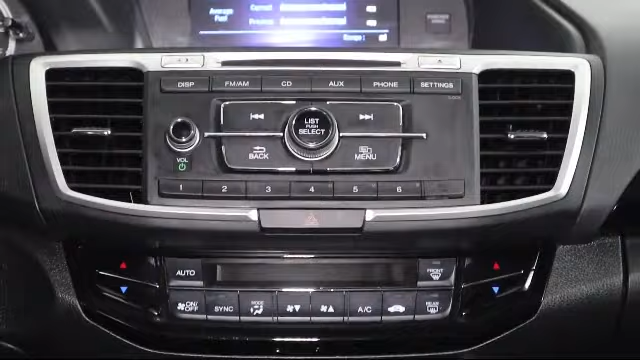 Average Fuel
Current
Previous
Range:
DISP FM/AM CD AUX PHONE SETTINGS
LIST
PUSH
SELECT
VOL
BACK MENU
1 2 3 4 5 6
AUTO FRONT
ON/OFF SYNC MODE A/C REAR